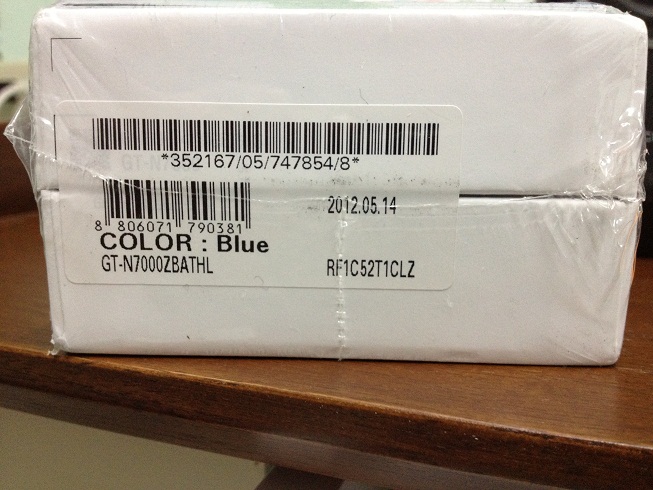 *352167/05/747854/8*
2012.05.14
8 806071 790381
COLOR : Blue
GT-N7000ZBATHL
RF1C52T1CLZ